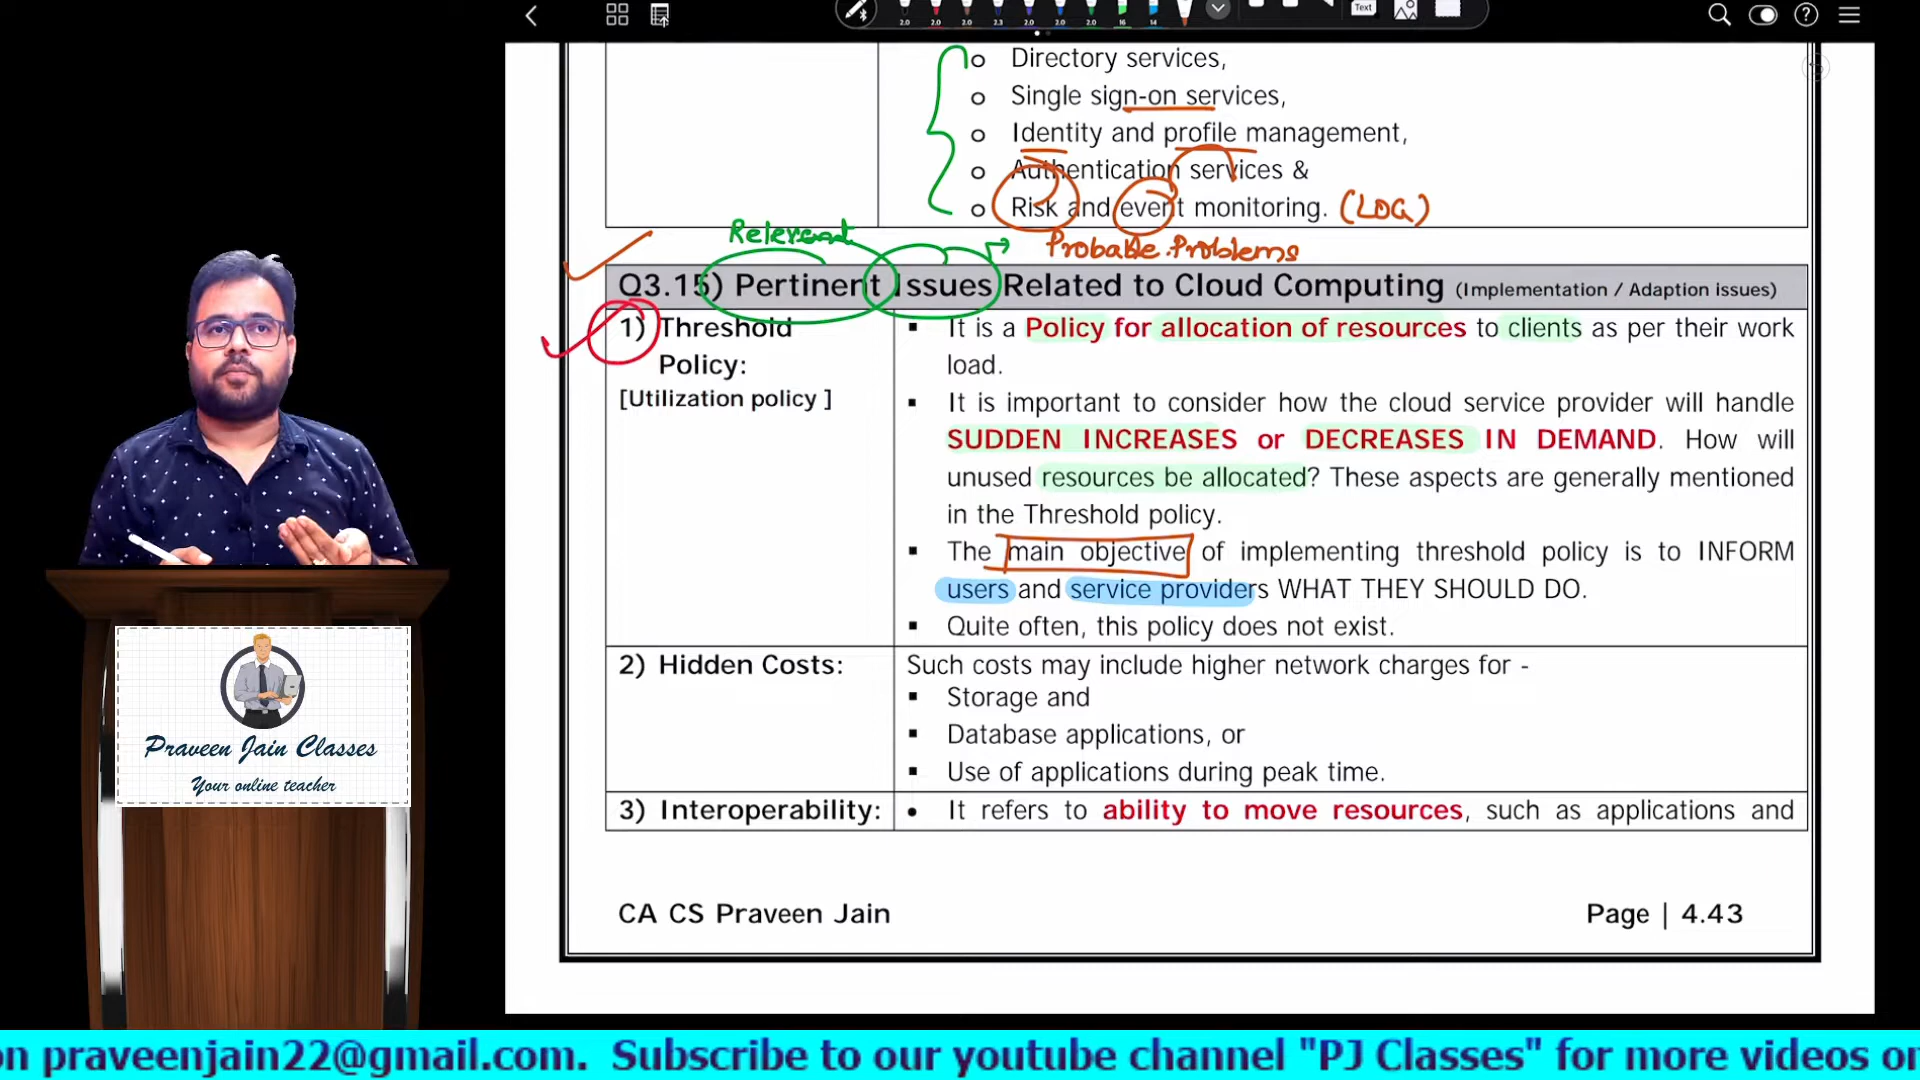 Text
Directory services,
Single sign-on services,
Identity and profile management,
Authentication services &
Risk and event monitoring. (LOG)
Relevant
Probable Problems
Q3.15) Pertinent Issues Related to Cloud Computing (Implementation / Adaption issues)
1) Threshold
Policy:
[Utilization policy ]
▪ It is a Policy for allocation of resources to clients as per their work
load.
▪ It is important to consider how the cloud service provider will handle
SUDDEN INCREASES or DECREASES IN DEMAND. How will
unused resources be allocated? These aspects are generally mentioned
in the Threshold policy.
▪ The main objective of implementing threshold policy is to INFORM
users and service providers WHAT THEY SHOULD DO.
▪ Quite often, this policy does not exist.
2) Hidden Costs:
Such costs may include higher network charges for -
▪ Storage and
▪ Database applications, or
▪ Use of applications during peak time.
3) Interoperability:
• It refers to ability to move resources, such as applications and
CA CS Praveen Jain
Page | 4.43
Praveen Jain Classes
Your online teacher
on praveenjain22@gmail.com. Subscribe to our youtube channel "PJ Classes" for more videos or